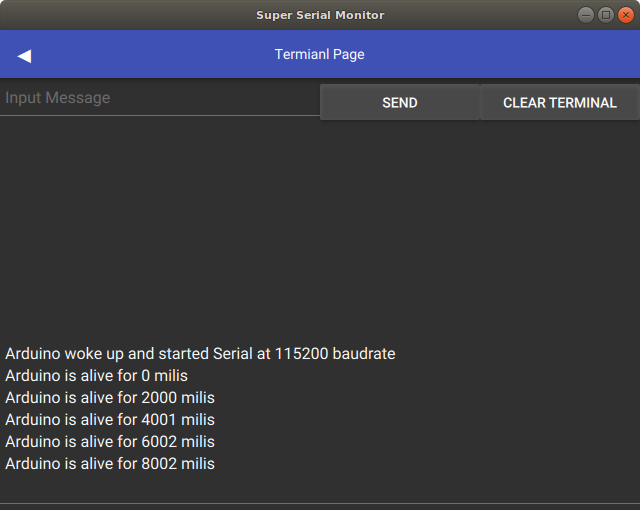 Super Serial Monitor
Termianl Page
Input Message
SEND
CLEAR TERMINAL
Arduino woke up and started Serial at 115200 baudrate
Arduino is alive for 0 milis
Arduino is alive for 2000 milis
Arduino is alive for 4001 milis
Arduino is alive for 6002 milis
Arduino is alive for 8002 milis